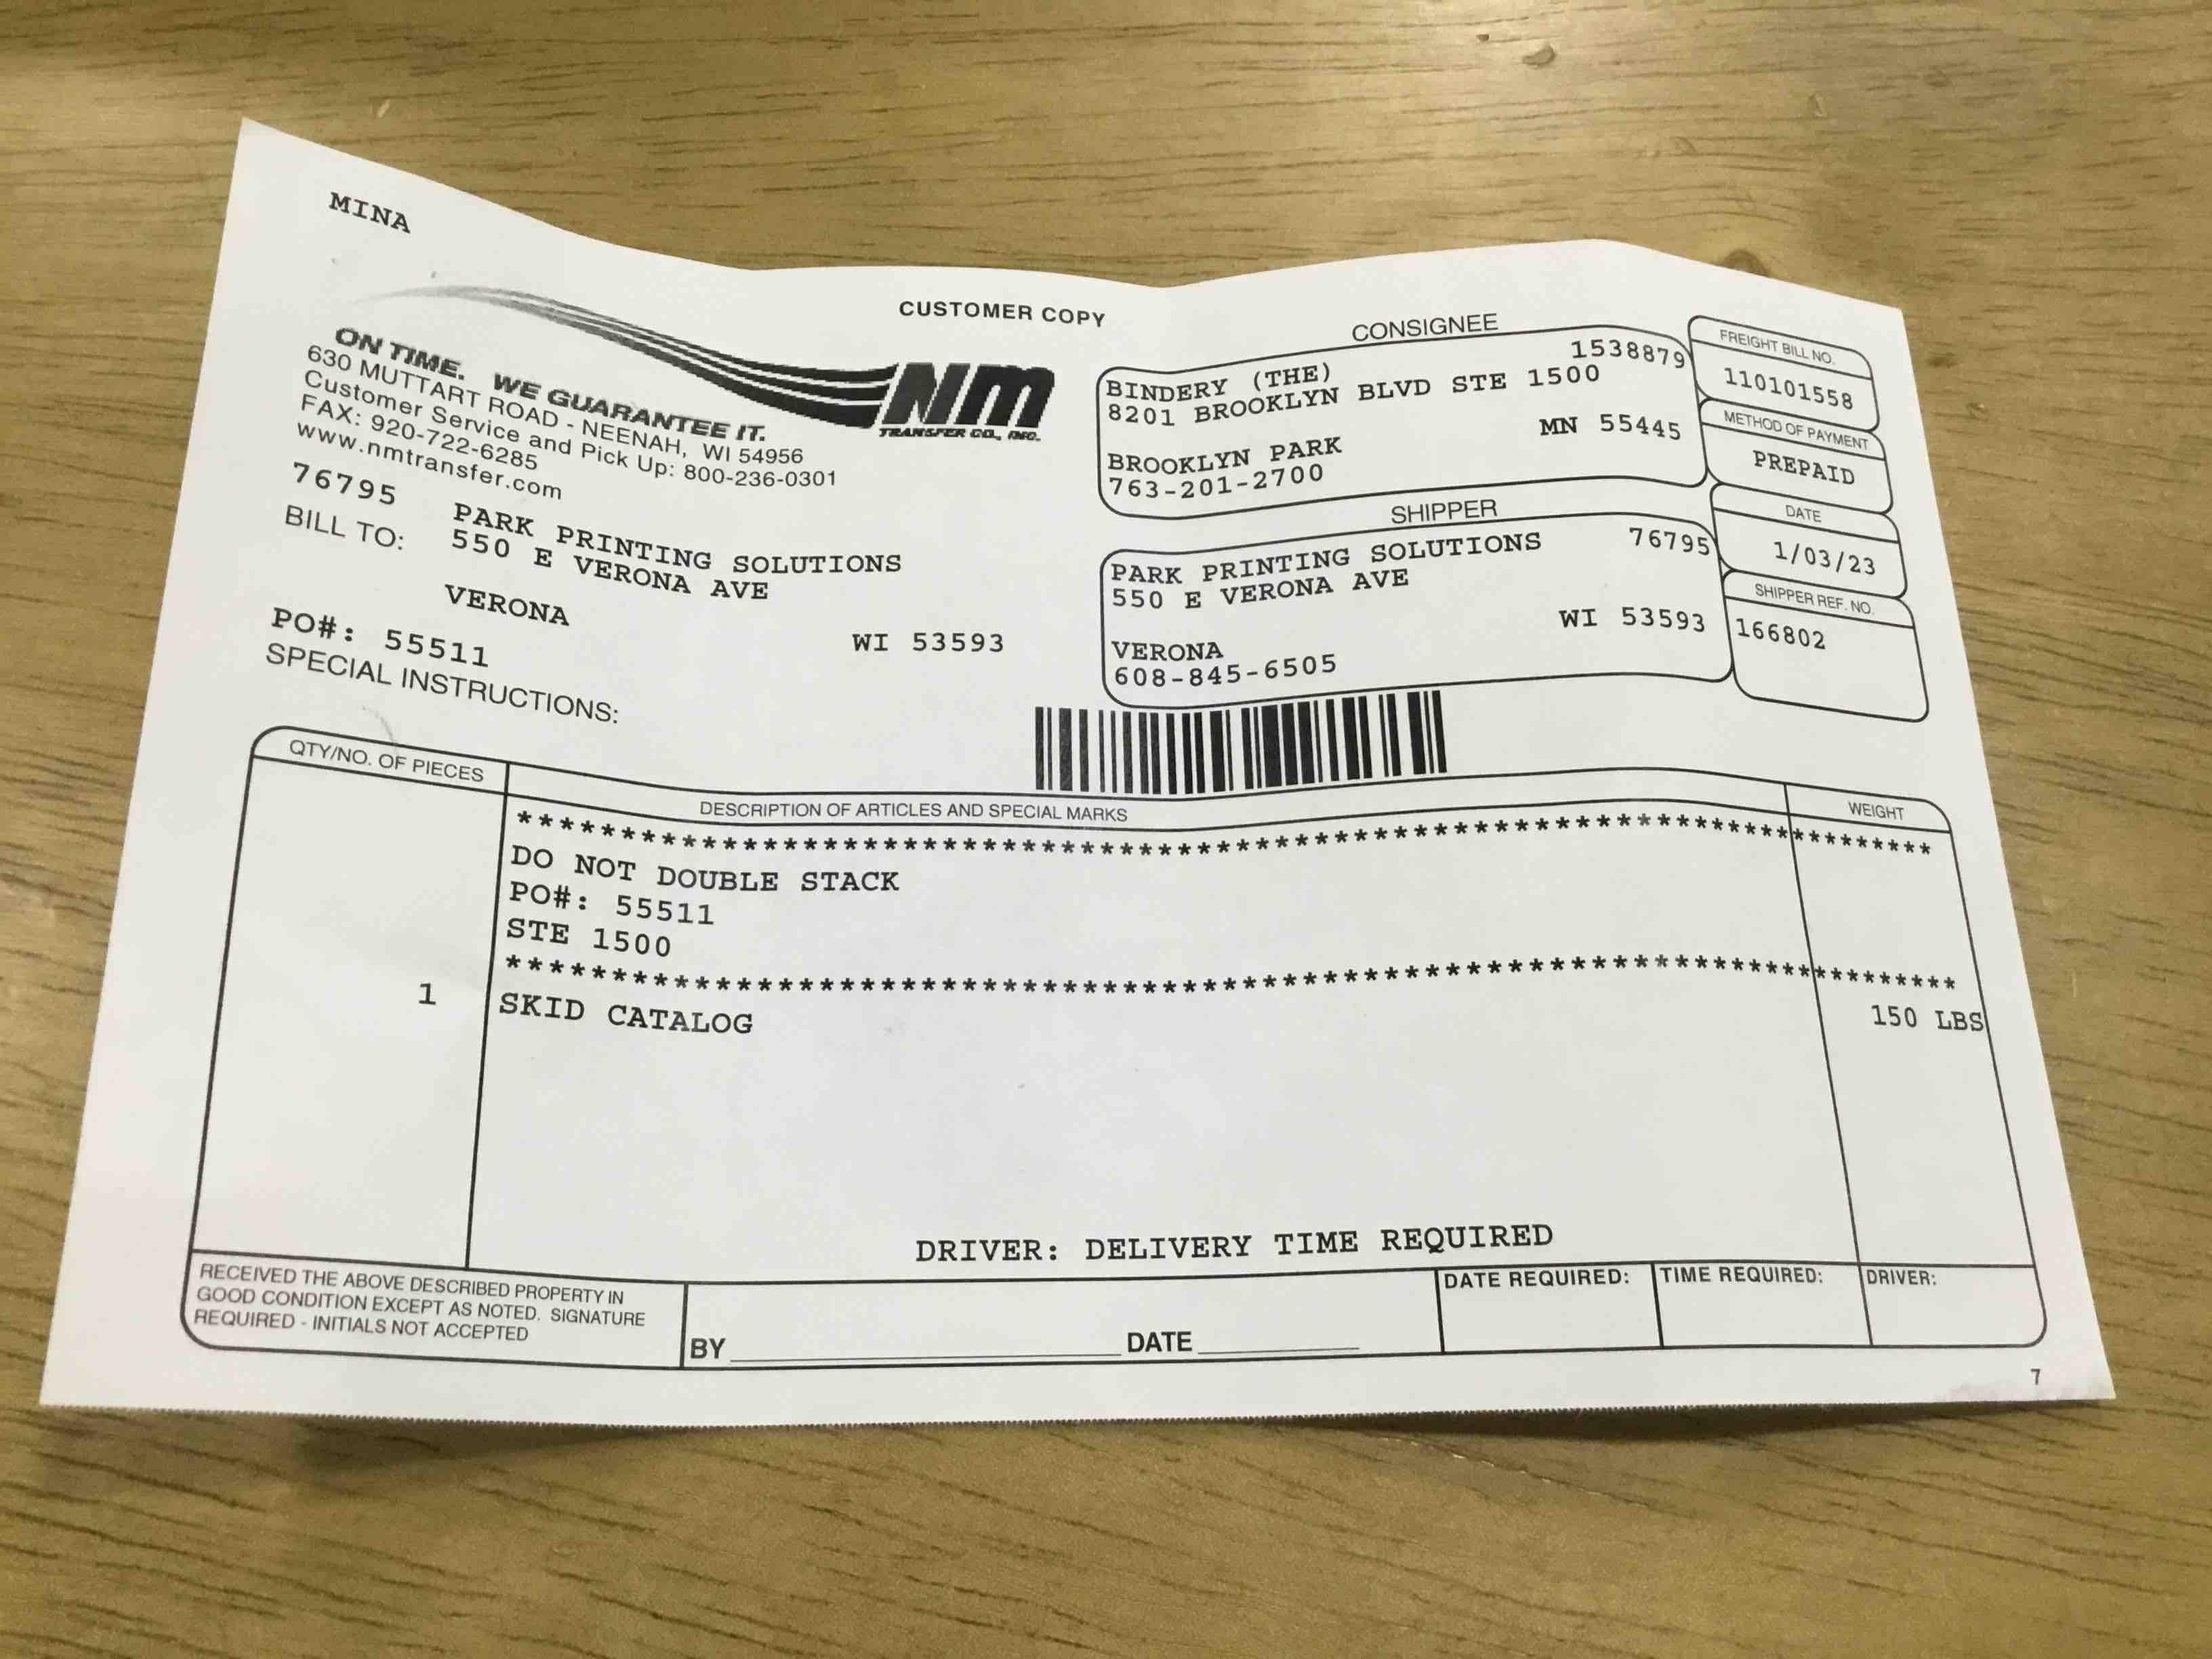 MINA
CUSTOMER COPY
ON TIME. WE GUARANTEE IT.
630 MUTTART ROAD - NEENAH, WI 54956
Customer Service and Pick Up: 800-236-0301
FAX: 920-722-6285
www.nmtransfer.com
NM
TRANSFER CO., INC.
76795 PARK PRINTING SOLUTIONS
BILL TO: 550 E VERONA AVE
VERONA WI 53593
PO#: 55511
SPECIAL INSTRUCTIONS:
CONSIGNEE
1538879
BINDERY (THE)
8201 BROOKLYN BLVD STE 1500
BROOKLYN PARK MN 55445
763-201-2700
SHIPPER
PARK PRINTING SOLUTIONS 76795
550 E VERONA AVE
VERONA WI 53593
608-845-6505
FREIGHT BILL NO.
110101558
METHOD OF PAYMENT
PREPAID
DATE
1/03/23
SHIPPER REF. NO.
166802
QTY/NO. OF PIECES DESCRIPTION OF ARTICLES AND SPECIAL MARKS WEIGHT
***********************************************************************
DO NOT DOUBLE STACK
PO#: 55511
STE 1500
***********************************************************************
1 SKID CATALOG 150 LBS
DRIVER: DELIVERY TIME REQUIRED
RECEIVED THE ABOVE DESCRIBED PROPERTY IN
GOOD CONDITION EXCEPT AS NOTED. SIGNATURE
REQUIRED - INITIALS NOT ACCEPTED
BY DATE
DATE REQUIRED: TIME REQUIRED: DRIVER:
7